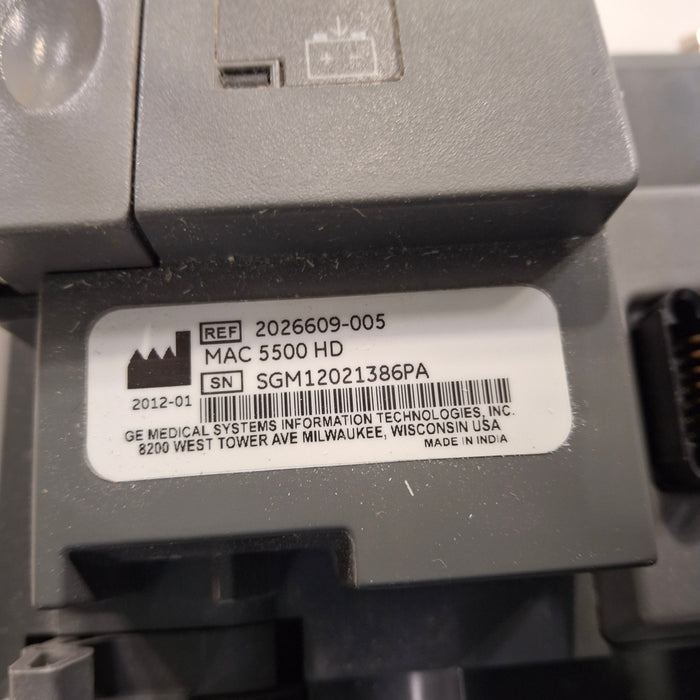 REF 2026609-005
MAC 5500 HD
SN SGM12021386PA
2012-01
GE MEDICAL SYSTEMS INFORMATION TECHNOLOGIES, INC.
8200 WEST TOWER AVE MILWAUKEE, WISCONSIN USA
MADE IN INDIA